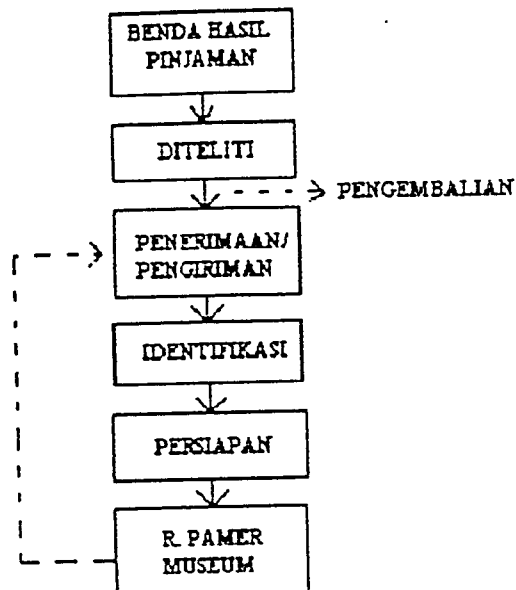 BENDA HASIL
PINJAMAN
DITELITI
PENGEMBALIAN
PENERIMAAN/
PENGIRIMAN
IDENTIFIKASI
PERSIAPAN
R. PAMER
MUSEUM